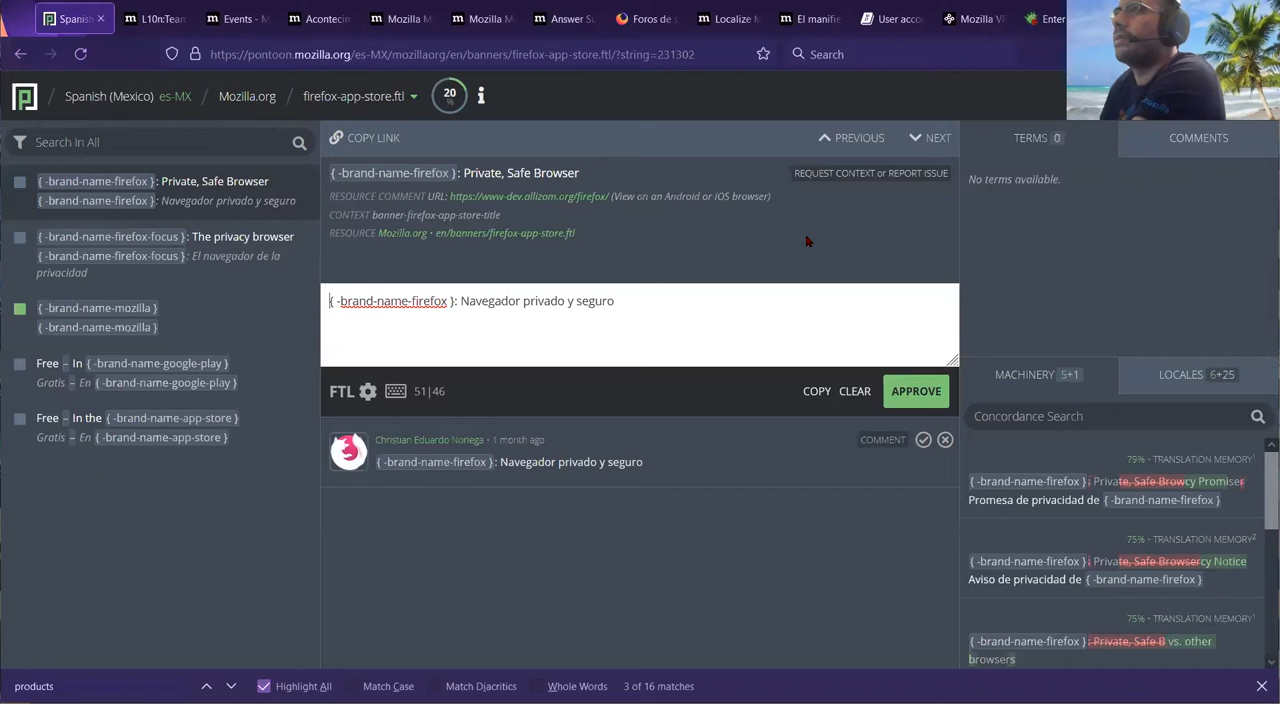 Spanish
L10n:Team
Events - M
Acontecin
Mozilla M
Mozilla M
Answer Su
Foros de s
Localize M
El manifie
User accou
Mozilla VP
Enter
https://pontoon.mozilla.org/es-MX/mozillaorg/en/banners/firefox-app-store.ftl/?string=231302
Search
Spanish (Mexico) es-MX / Mozilla.org / firefox-app-store.ftl 20 %
Search in All
COPY LINK
PREVIOUS
NEXT
TERMS 0
COMMENTS
{ -brand-name-firefox }: Private, Safe Browser
{ -brand-name-firefox }: Navegador privado y seguro
{ -brand-name-firefox-focus }: The privacy browser
{ -brand-name-firefox-focus }: El navegador de la
privacidad
{ -brand-name-mozilla }
{ -brand-name-mozilla }
Free – In { -brand-name-google-play }
Gratis – En { -brand-name-google-play }
Free – In the { -brand-name-app-store }
Gratis – En { -brand-name-app-store }
{ -brand-name-firefox }: Private, Safe Browser
REQUEST CONTEXT or REPORT ISSUE
RESOURCE COMMENT URL: https://www-dev.allizom.org/firefox/ (View on an Android or iOS browser)
CONTEXT banner-firefox-app-store-title
RESOURCE Mozilla.org • en/banners/firefox-app-store.ftl
{ -brand-name-firefox }: Navegador privado y seguro
FTL 51|46 COPY CLEAR APPROVE
Christian Eduardo Noriega • 1 month ago
COMMENT
{ -brand-name-firefox }: Navegador privado y seguro
No terms available.
MACHINERY 5+1
LOCALES 6+25
Concordance Search
79% • TRANSLATION MEMORY1
{ -brand-name-firefox }: Private, Safe Browcy Promiser
Promesa de privacidad de { -brand-name-firefox }
75% • TRANSLATION MEMORY2
{ -brand-name-firefox }: Private, Safe Browsercy Notice
Aviso de privacidad de { -brand-name-firefox }
75% • TRANSLATION MEMORY1
{ -brand-name-firefox }: Private, Safe B vs. other
browsers
products
Highlight All
Match Case
Match Diacritics
Whole Words
3 of 16 matches